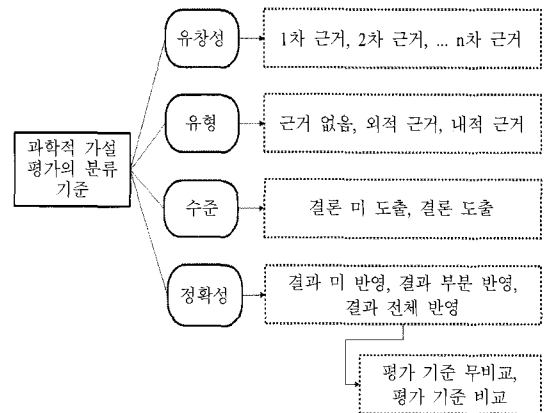 유창성
1차 근거, 2차 근거, ... n차 근거
유형
근거 없음, 외적 근거, 내적 근거
과학적 가설
평가의 분류
기준
수준
결론 미 도출, 결론 도출
정확성
결과 미 반영, 결과 부분 반영,
결과 전체 반영
평가 기준 무비교,
평가 기준 비교